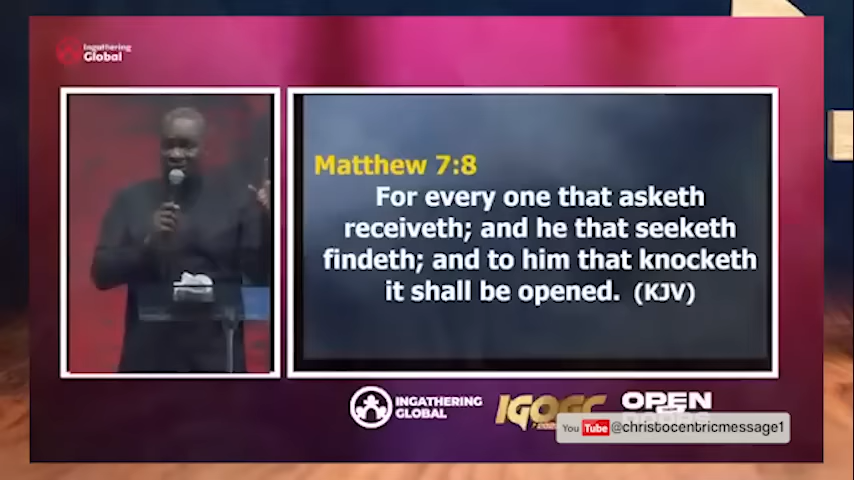 Ingathering
Global
Matthew 7:8
For every one that asketh
receiveth; and he that seeketh
findeth; and to him that knocketh
it shall be opened. (KJV)
INGATHERING
GLOBAL
IGOGC
OPEN
You Tube @christocentricmessage1